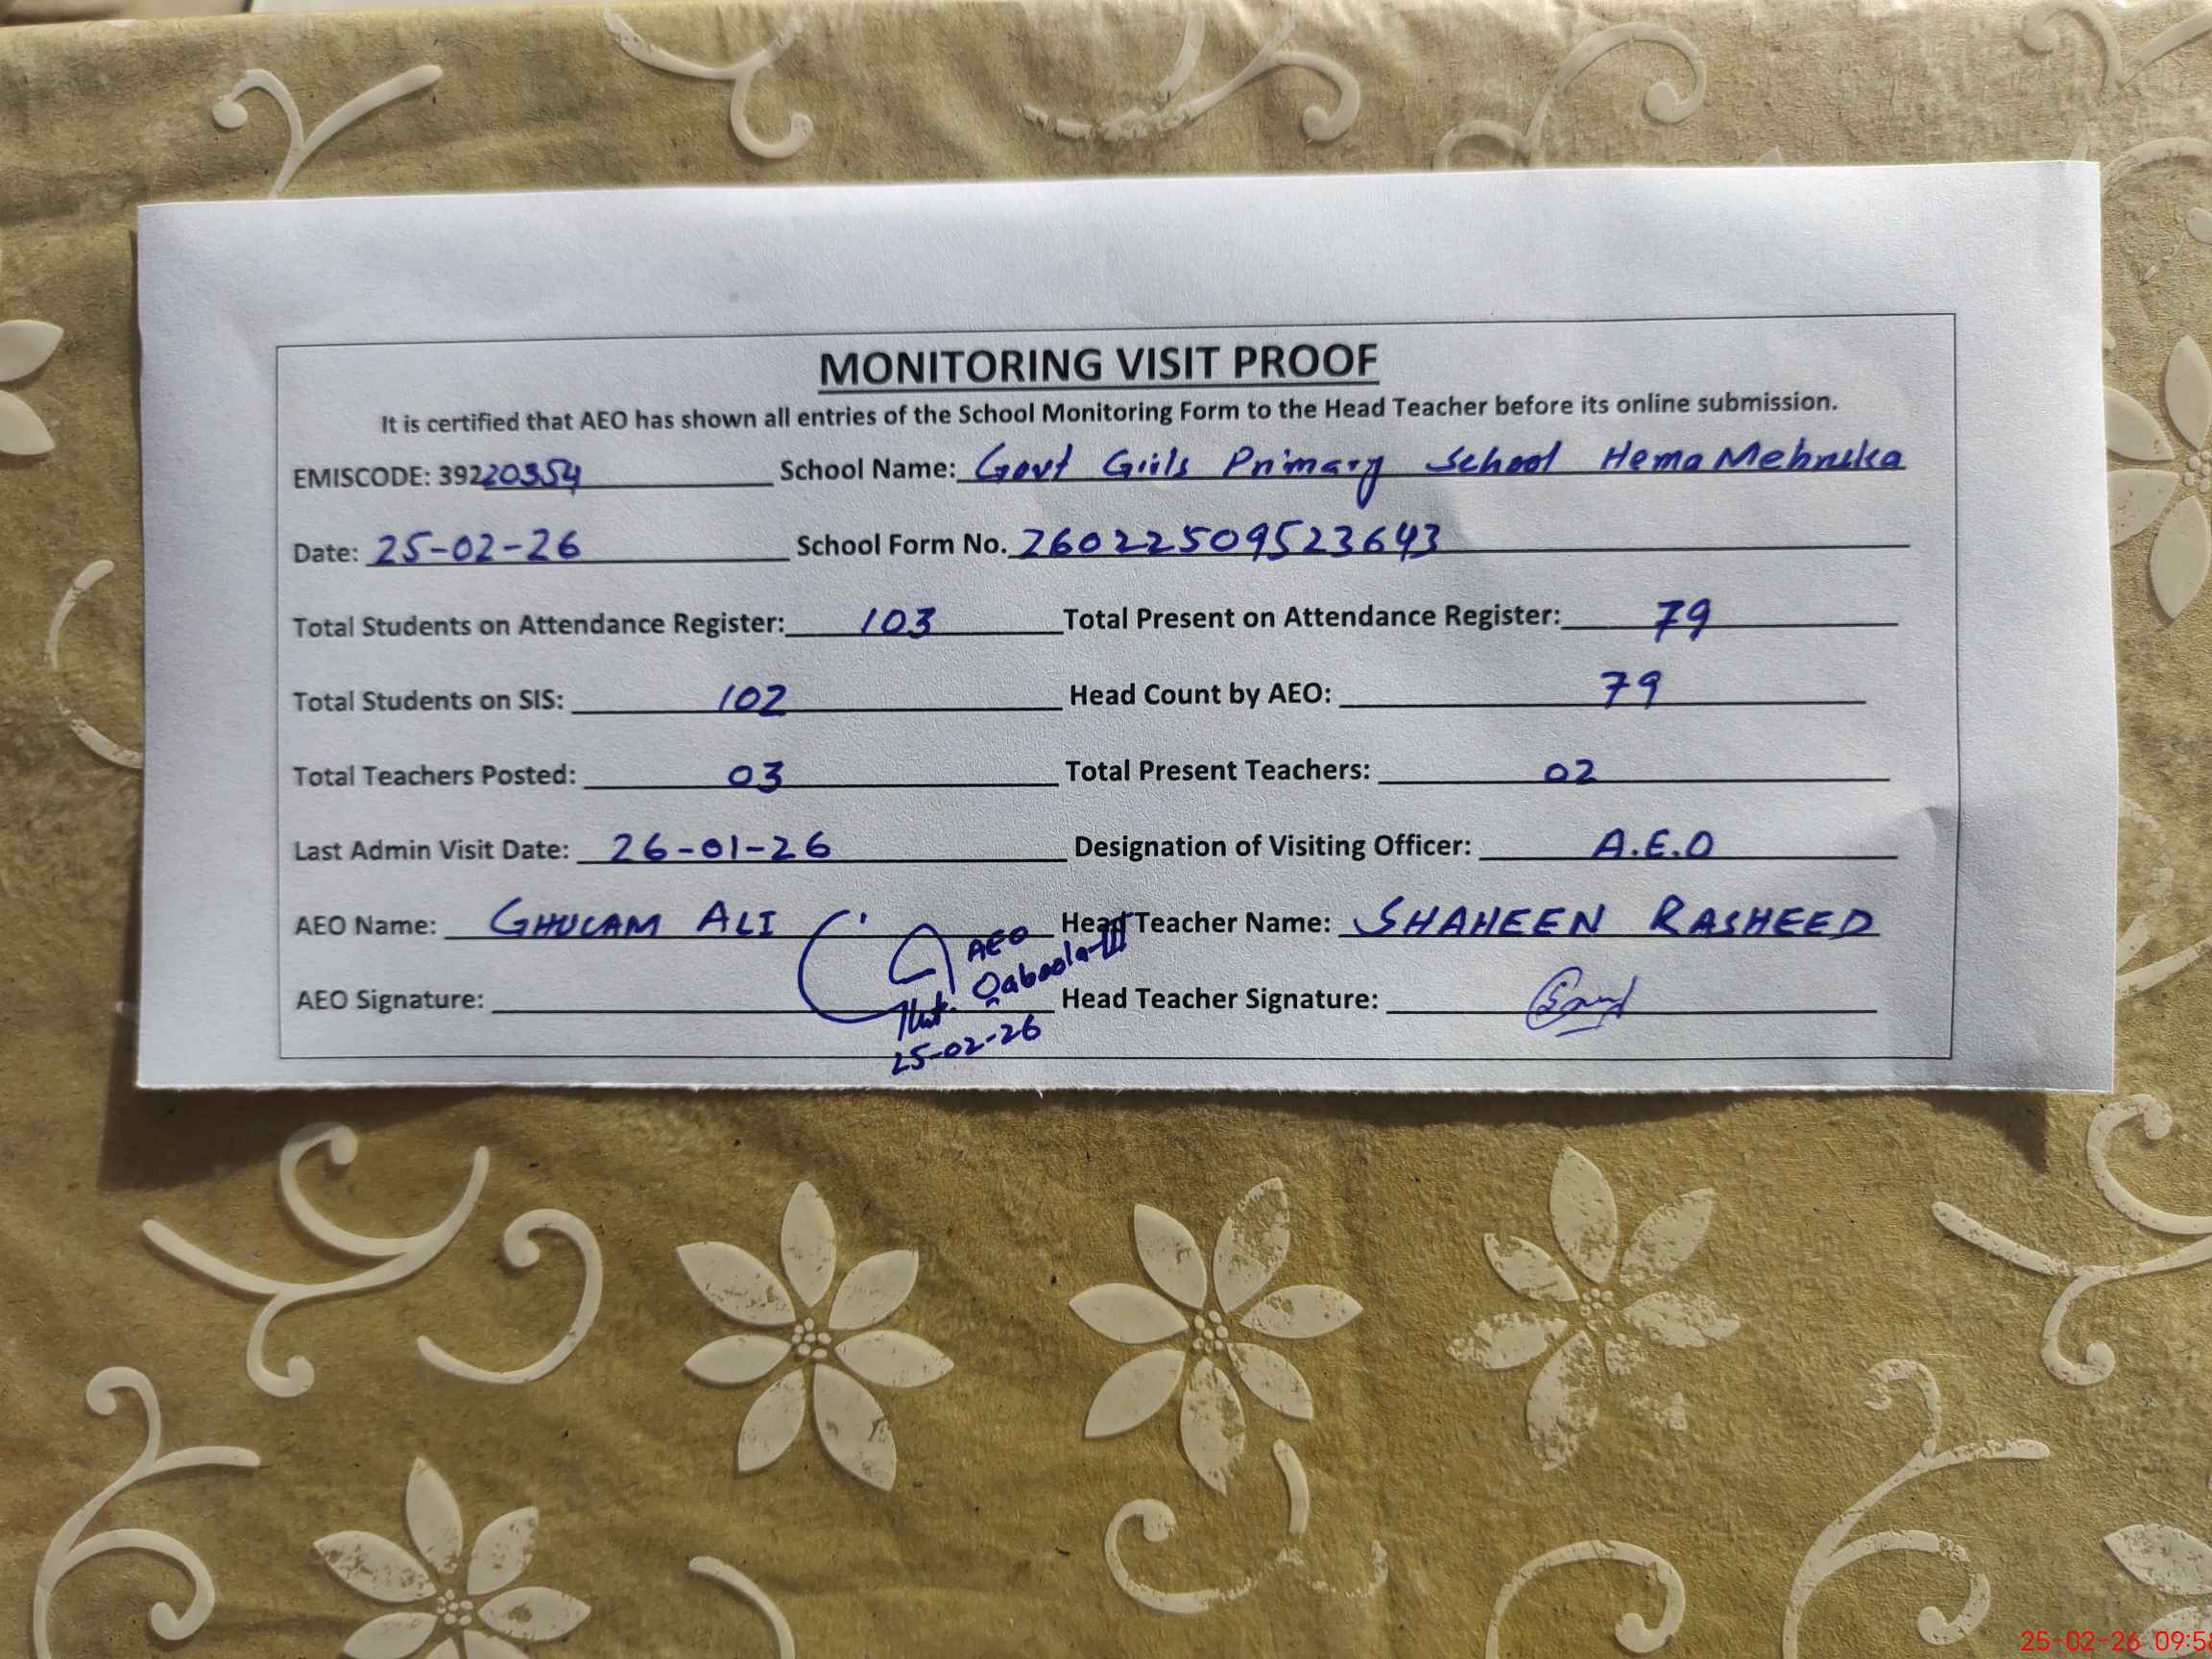 MONITORING VISIT PROOF
It is certified that AEO has shown all entries of the School Monitoring Form to the Head Teacher before its online submission.
EMISCODE: 39220354 School Name: Govt Girls Primary School Hema Mehruka
Date: 25-02-26 School Form No. 26022509523643
Total Students on Attendance Register: 103 Total Present on Attendance Register: 79
Total Students on SIS: 102 Head Count by AEO: 79
Total Teachers Posted: 03 Total Present Teachers: 02
Last Admin Visit Date: 26-01-26 Designation of Visiting Officer: A.E.O
AEO Name: GHULAM ALI Head Teacher Name: SHAHEEN RASHEED
AEO
Qaboola-III
AEO Signature: Head Teacher Signature:
25-02-26
25-02-26 09:58